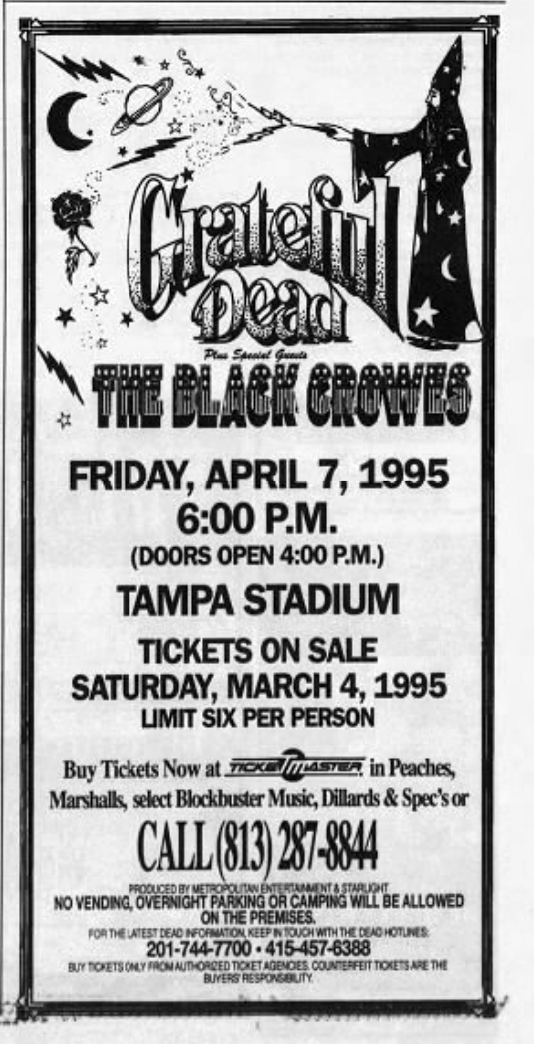 Grateful
Dead
Plus Special Guests
THE BLACK CROWES
FRIDAY, APRIL 7, 1995
6:00 P.M.
(DOORS OPEN 4:00 P.M.)
TAMPA STADIUM
TICKETS ON SALE
SATURDAY, MARCH 4, 1995
LIMIT SIX PER PERSON
Buy Tickets Now at TICKETMASTER in Peaches,
Marshalls, select Blockbuster Music, Dillards & Spec's or
CALL (813) 287-8844
PRODUCED BY METROPOLITAN ENTERTAINMENT & STARLIGHT
NO VENDING, OVERNIGHT PARKING OR CAMPING WILL BE ALLOWED
ON THE PREMISES.
FOR THE LATEST DEAD INFORMATION, KEEP IN TOUCH WITH THE DEAD HOTLINES:
201-744-7700 • 415-457-6388
BUY TICKETS ONLY FROM AUTHORIZED TICKET AGENCIES. COUNTERFEIT TICKETS ARE THE
BUYERS' RESPONSIBILITY.